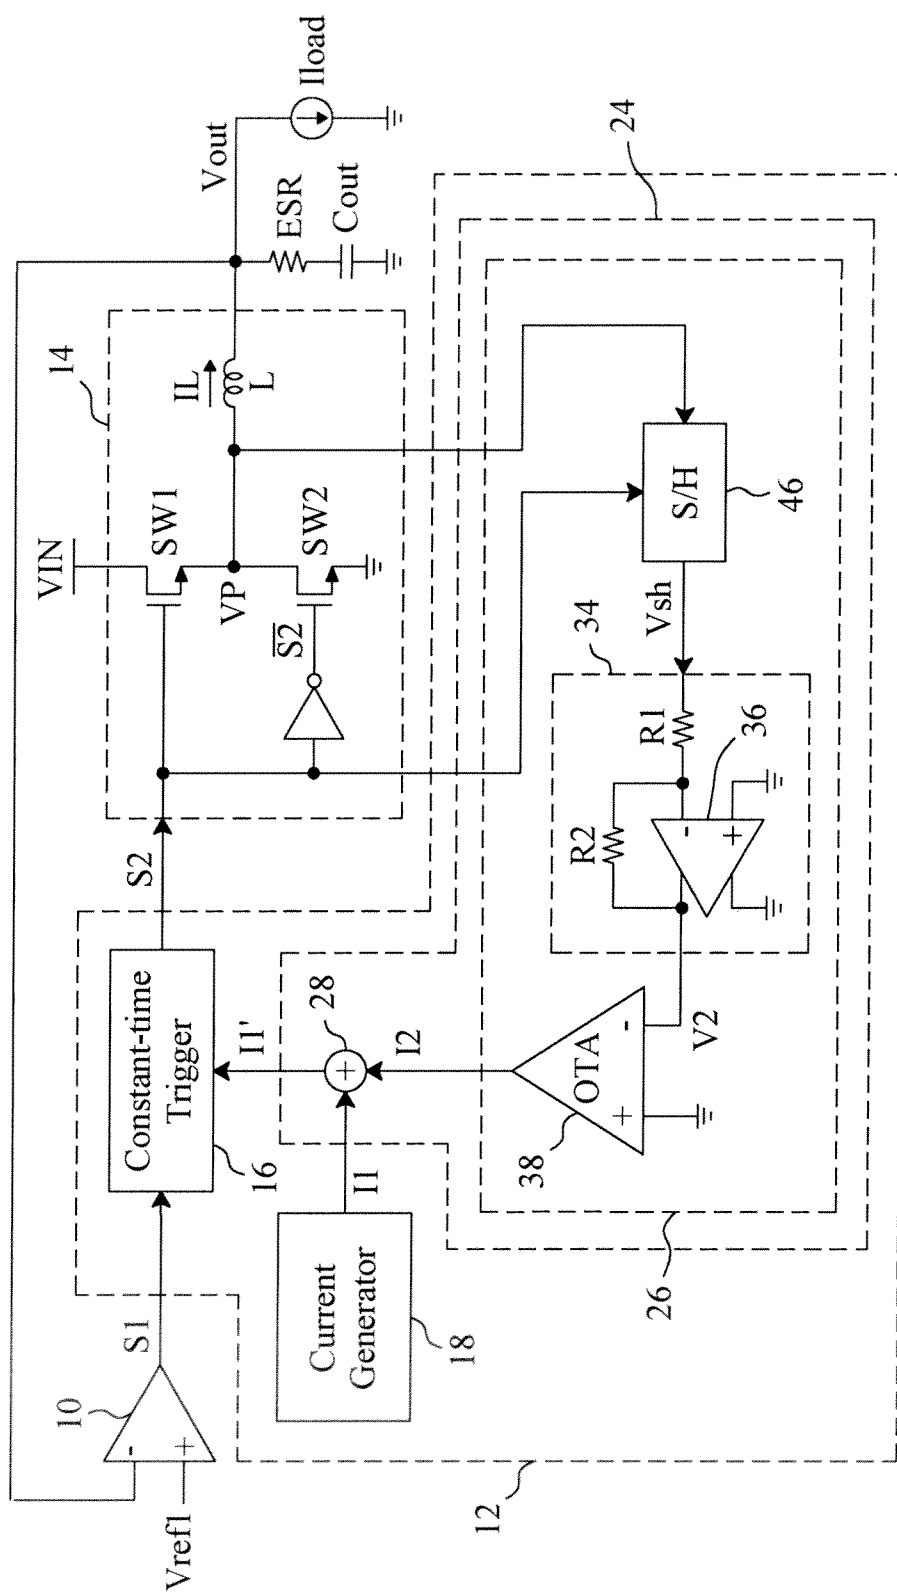 Vref1
-
+
10
S1
Constant-time
Trigger
16
S2
14
VIN
SW1
VP
S2
SW2
IL
L
Vout
ESR
Cout
Iload
12
Current
Generator
18
I1
I1'
+
28
I2
24
26
38
OTA
+
-
V2
34
R2
R1
-
+
36
Vsh
S/H
46